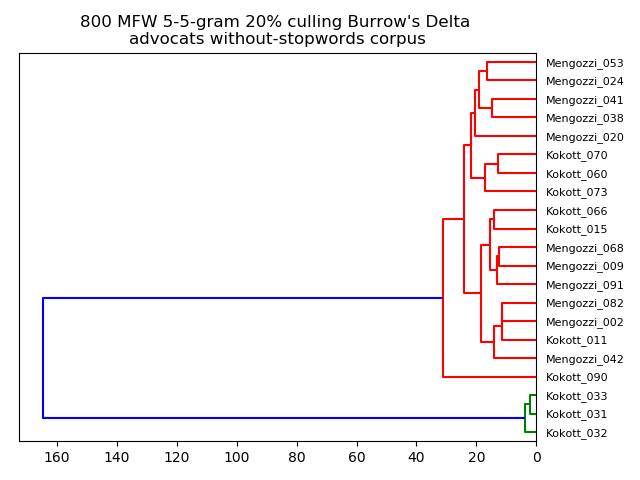 800 MFW 5-5-gram 20% culling Burrow's Delta
advocats without-stopwords corpus
Mengozzi_053
Mengozzi_024
Mengozzi_041
Mengozzi_038
Mengozzi_020
Kokott_070
Kokott_060
Kokott_073
Kokott_066
Kokott_015
Mengozzi_068
Mengozzi_009
Mengozzi_091
Mengozzi_082
Mengozzi_002
Kokott_011
Mengozzi_042
Kokott_090
Kokott_033
Kokott_031
Kokott_032
160 140 120 100 80 60 40 20 0